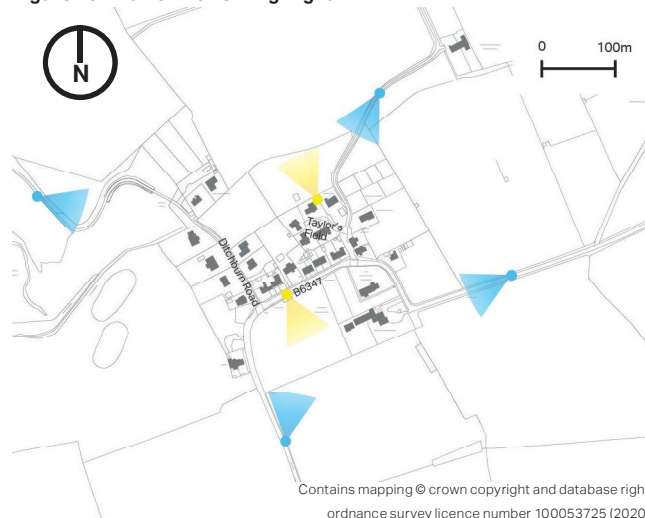 N
0 100m
Taylor's
Field
Ditchburn Road
B6347
Contains mapping © crown copyright and database righ
ordnance survey licence number 100053725 (2020